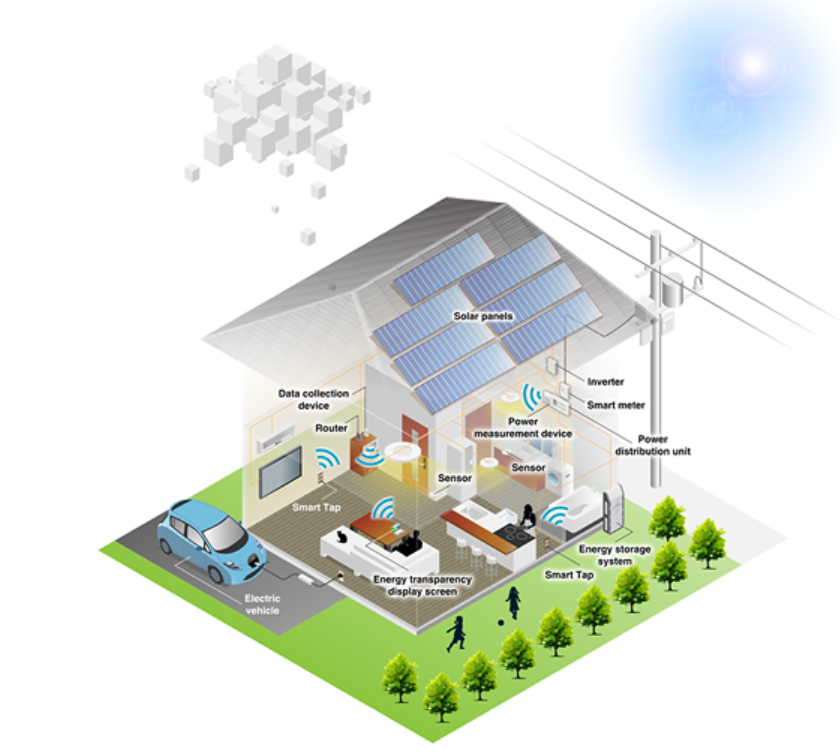 Solar panels
Inverter
Data collection
device
Smart meter
Router
Power
measurement device
Power
distribution unit
Sensor
Sensor
Smart Tap
Energy storage
system
Energy transparency
display screen
Smart Tap
Electric
vehicle